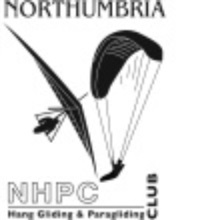 NORTHUMBRIA
NHPC
Hang Gliding & Paragliding
CLUB